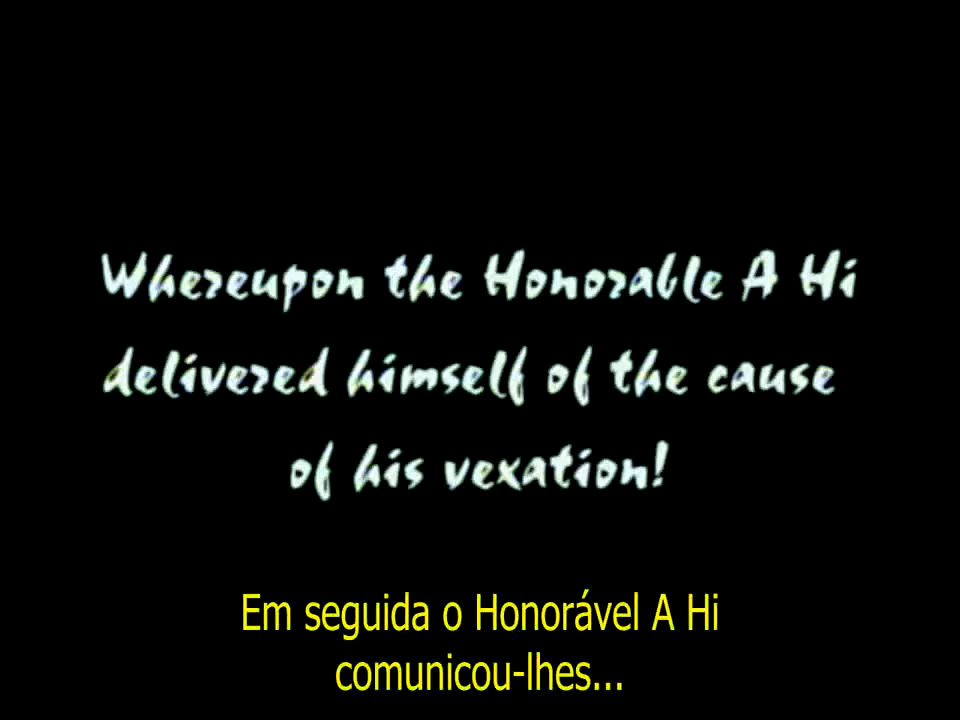 Whereupon the Honorable A Hi
delivered himself of the cause
of his vexation!
Em seguida o Honorável A Hi
comunicou-lhes...